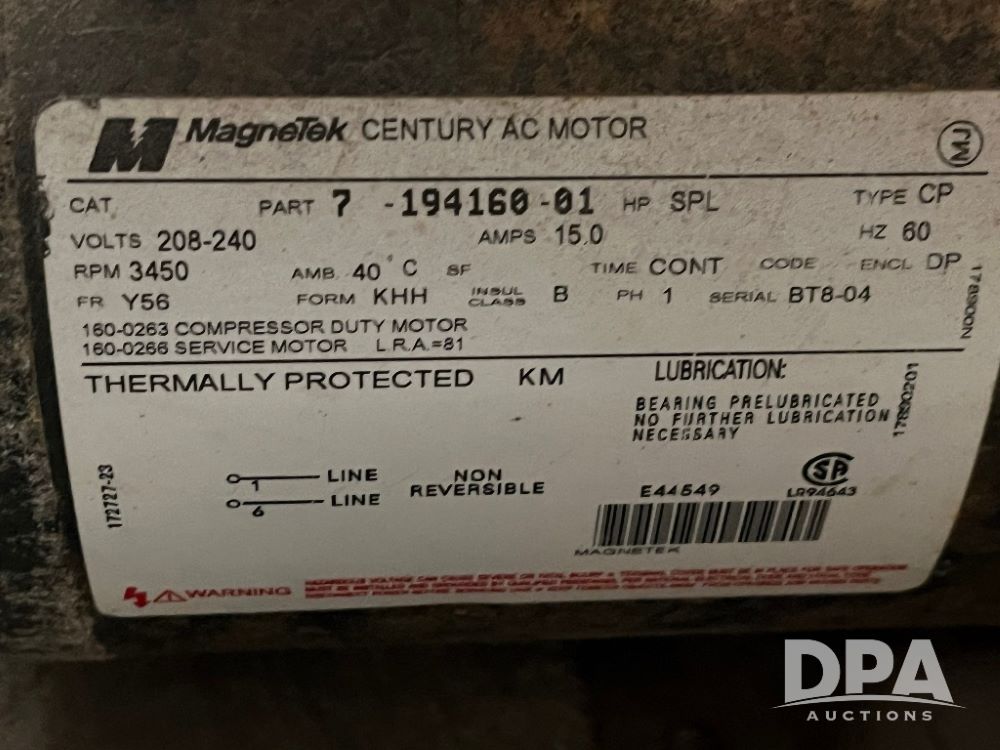 MagneTek CENTURY AC MOTOR
MJ
CAT. PART 7 -194160-01 HP SPL TYPE CP
VOLTS 208-240 AMPS 15.0 HZ 60
RPM 3450 AMB. 40°C SF TIME CONT CODE ENCL DP
FR Y56 FORM KHH INSUL CLASS B PH 1 SERIAL BT8-04
178900N
160-0263 COMPRESSOR DUTY MOTOR
160-0266 SERVICE MOTOR L.R.A.=81
THERMALLY PROTECTED KM
LUBRICATION:
BEARING PRELUBRICATED
NO FURTHER LUBRICATION
NECESSARY
17890201
172727-23
1 LINE
6 LINE
NON
REVERSIBLE
E44549
SA
LR94643
MAGNETEK
WARNING
DPA
AUCTIONS